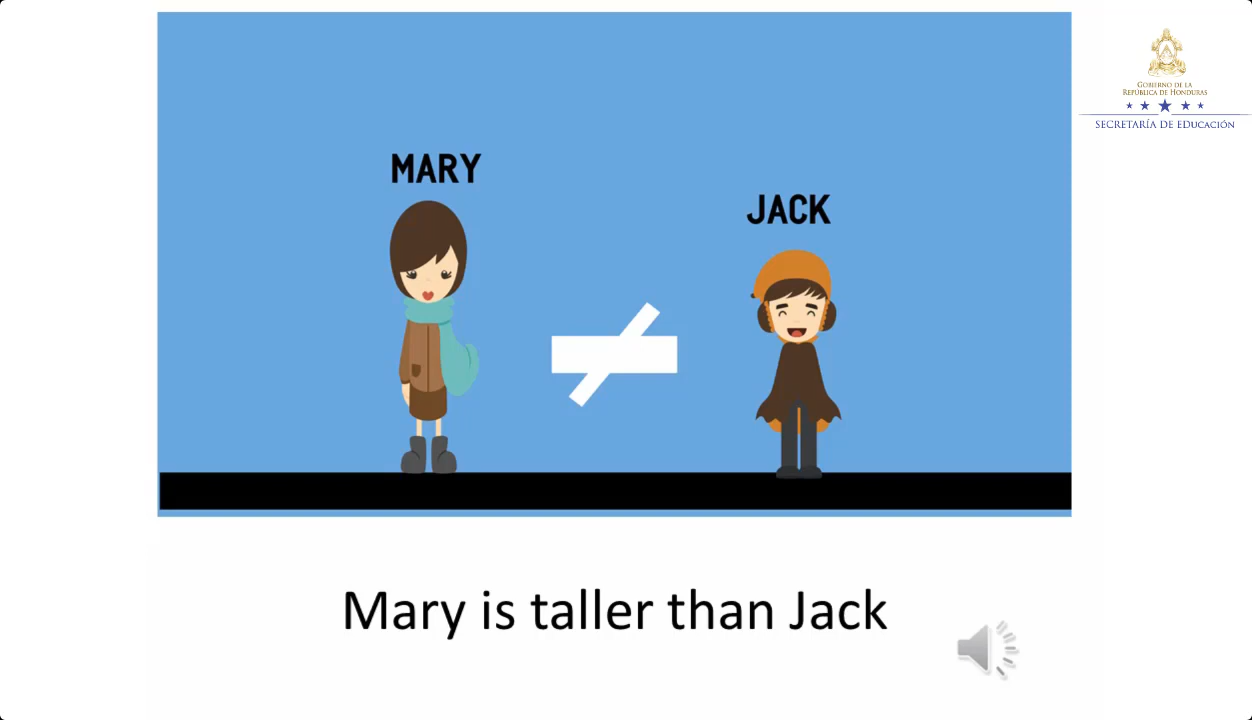 GOBIERNO DE LA
REPÚBLICA DE HONDURAS
SECRETARÍA DE EDUCACIÓN
MARY
JACK
Mary is taller than Jack